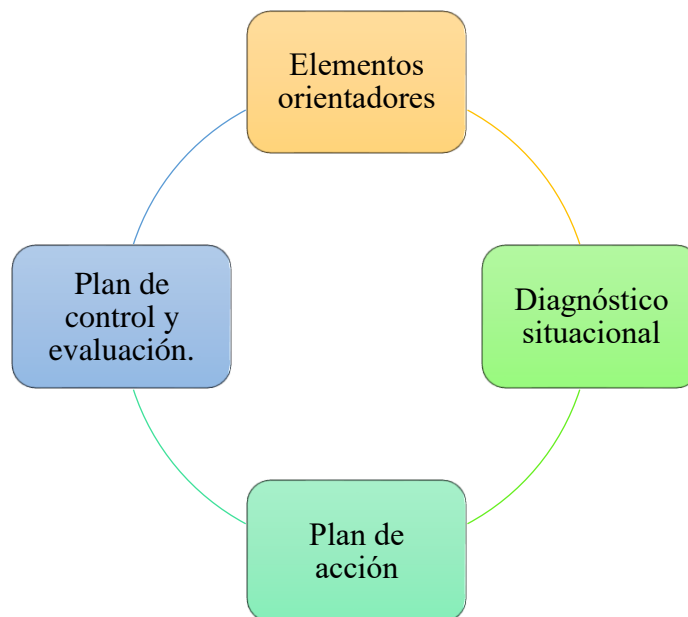 Elementos
orientadores
Diagnóstico
situacional
Plan de
acción
Plan de
control y
evaluación.